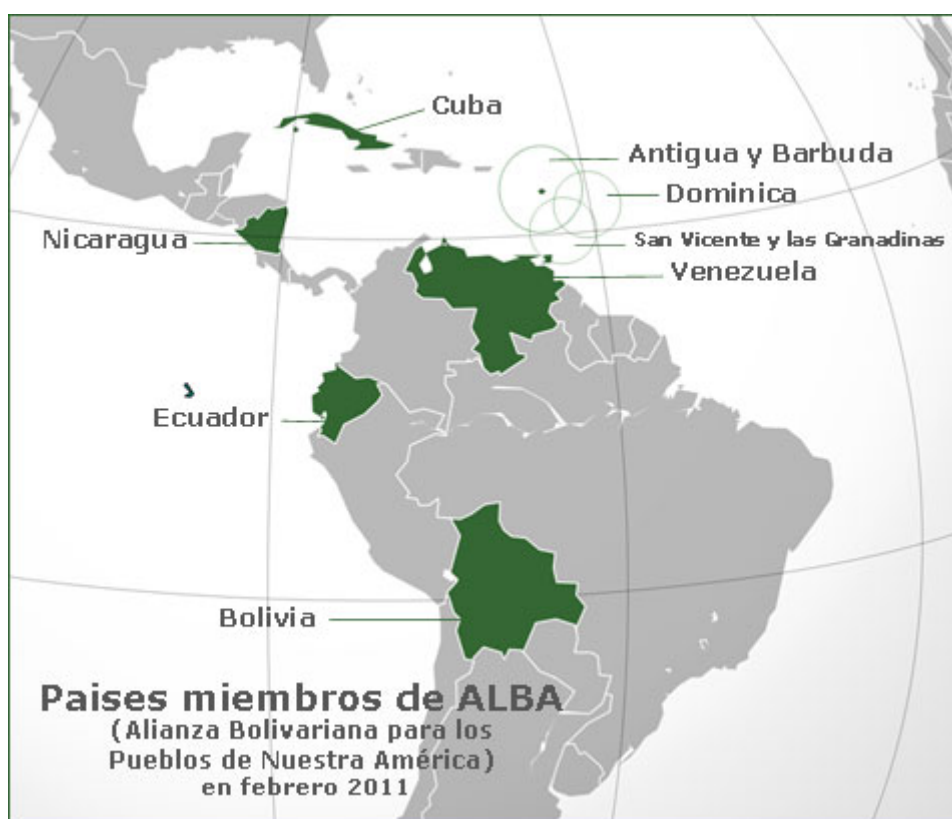 Cuba
Antigua y Barbuda
Dominica
Nicaragua
San Vicente y las Granadinas
Venezuela
Ecuador
Bolivia
Paises miembros de ALBA
(Alianza Bolivariana para los
Pueblos de Nuestra América)
en febrero 2011